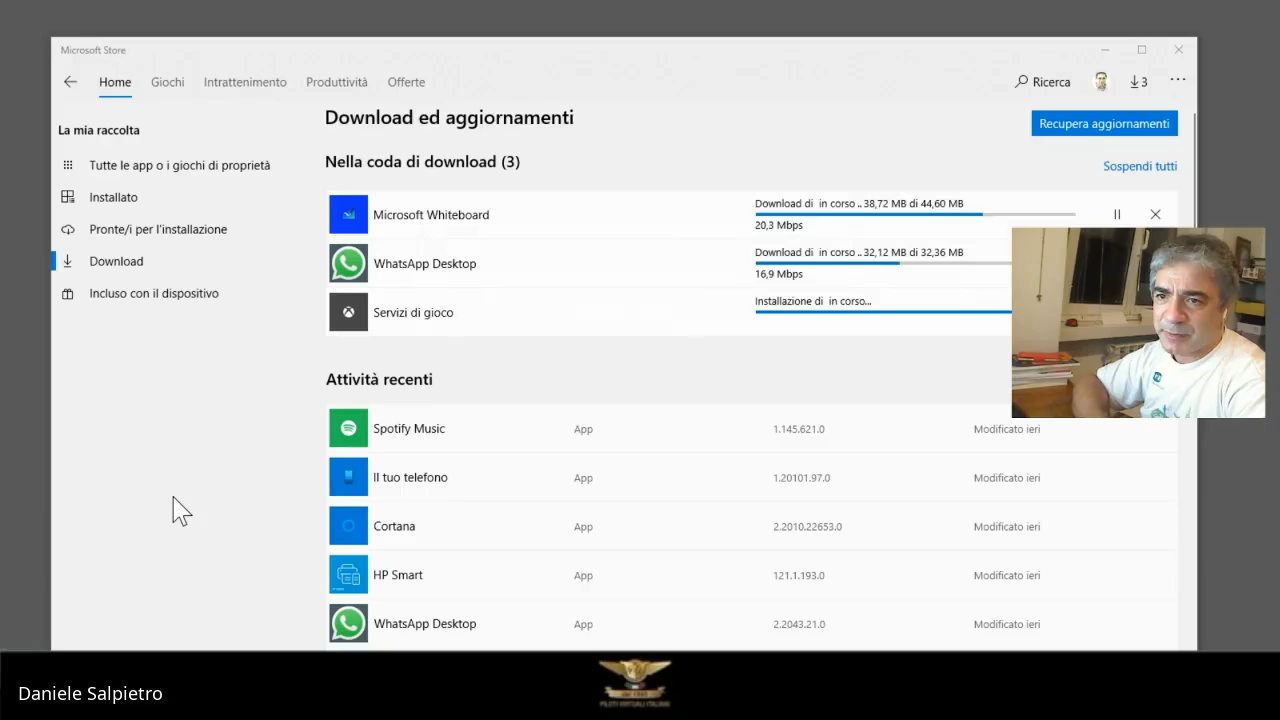 Microsoft Store
Home Giochi Intrattenimento Produttività Offerte
Ricerca
3
La mia raccolta
Tutte le app o i giochi di proprietà
Installato
Pronte/i per l'installazione
Download
Incluso con il dispositivo
Download ed aggiornamenti
Recupera aggiornamenti
Nella coda di download (3)
Sospendi tutti
Microsoft Whiteboard
Download di in corso .. 38,72 MB di 44,60 MB
20,3 Mbps
WhatsApp Desktop
Download di in corso .. 32,12 MB di 32,36 MB
16,9 Mbps
Servizi di gioco
Installazione di in corso...
Attività recenti
Spotify Music App 1.145.621.0 Modificato ieri
Il tuo telefono App 1.20101.97.0 Modificato ieri
Cortana App 2.2010.22653.0 Modificato ieri
HP Smart App 121.1.193.0 Modificato ieri
WhatsApp Desktop App 2.2043.21.0 Modificato ieri
Daniele Salpietro
PILOTI VIRTUALI ITALIANI